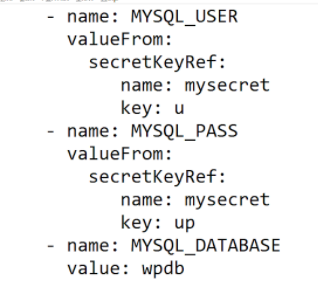 - name: MYSQL_USER
  valueFrom:
    secretKeyRef:
       name: mysecret
       key: u
- name: MYSQL_PASS
  valueFrom:
    secretKeyRef:
       name: mysecret
       key: up
- name: MYSQL_DATABASE
  value: wpdb